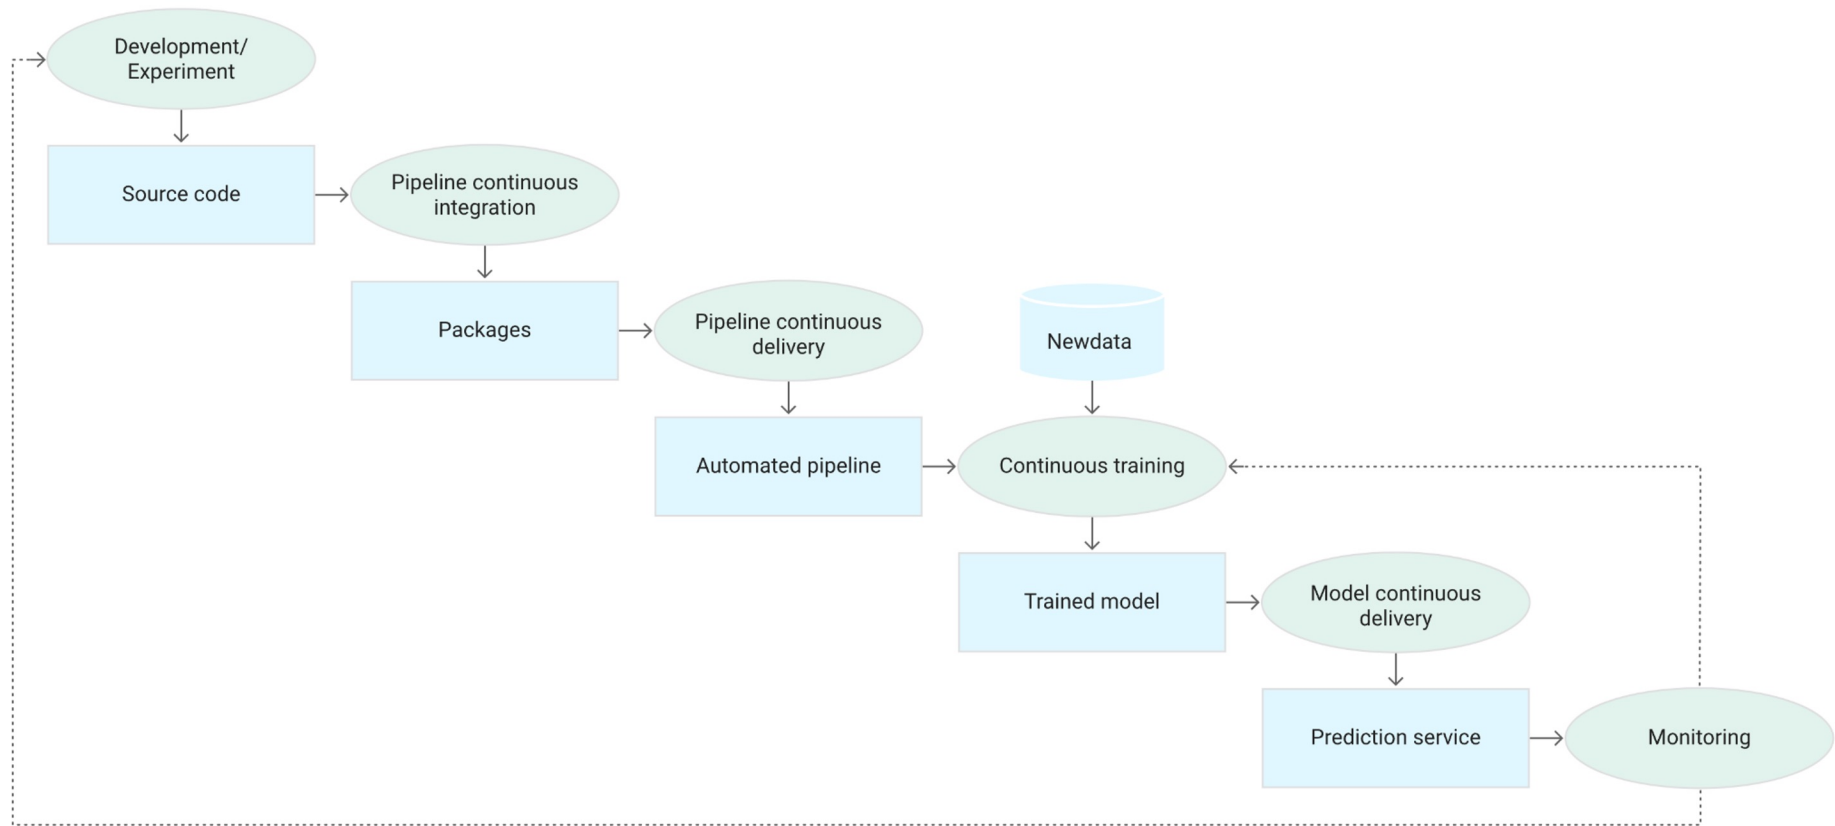 Development/
Experiment
Source code
Pipeline continuous
integration
Packages
Pipeline continuous
delivery
Newdata
Automated pipeline
Continuous training
Trained model
Model continuous
delivery
Prediction service
Monitoring